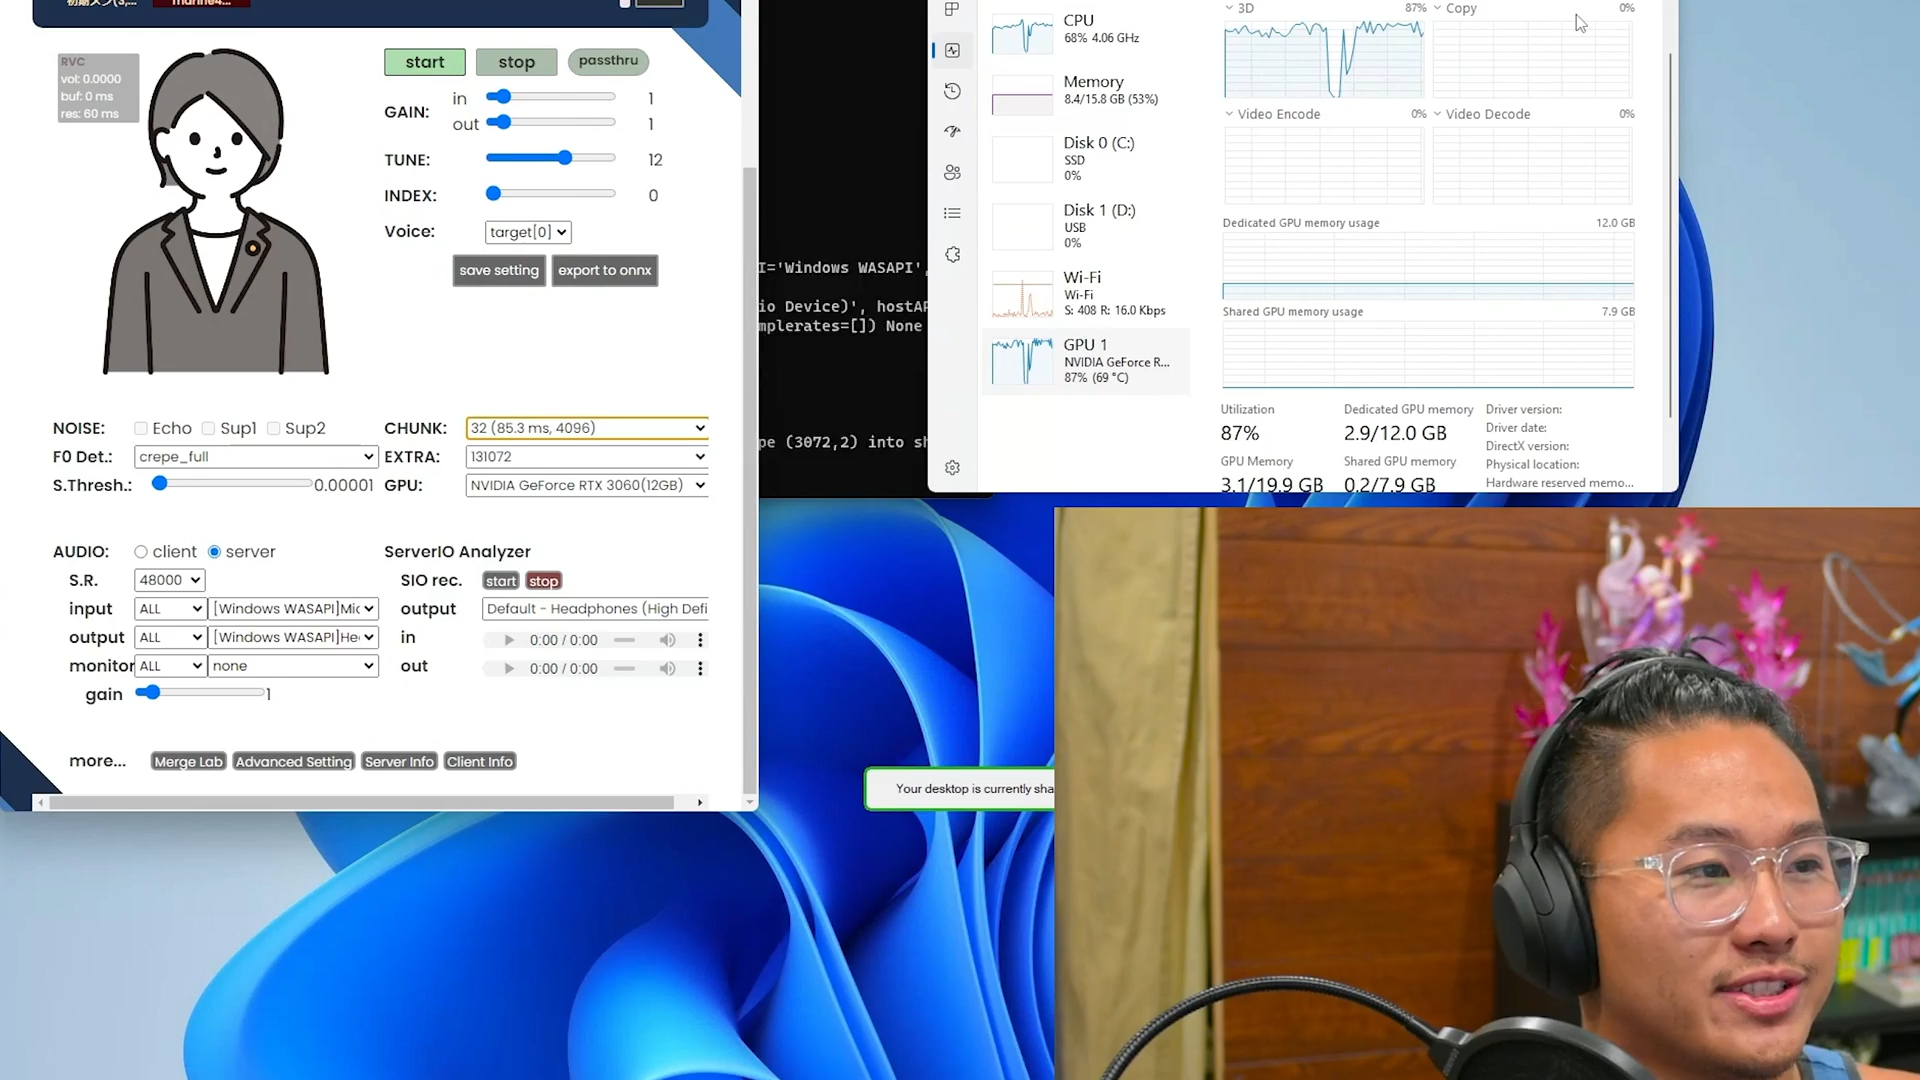 初期メン(3,...
marine4...
RVC
vol: 0.0000
buf: 0 ms
res: 60 ms
start
stop
passthru
GAIN:
in
1
out
1
TUNE:
12
INDEX:
0
Voice:
target[0]
save setting
export to onnx
NOISE:
Echo
Sup1
Sup2
CHUNK:
32 (85.3 ms, 4096)
F0 Det.:
crepe_full
EXTRA:
131072
S.Thresh.:
0.00001
GPU:
NVIDIA GeForce RTX 3060(12GB)
AUDIO:
client
server
ServerIO Analyzer
S.R.
48000
SIO rec.
start
stop
input
ALL
[Windows WASAPI]Mic
output
Default - Headphones (High Defi
output
ALL
[Windows WASAPI]He
in
0:00 / 0:00
monitor
ALL
none
out
0:00 / 0:00
gain
1
more...
Merge Lab
Advanced Setting
Server Info
Client Info
I='Windows WASAPI',
io Device)', hostAP
mplerates=[]) None
pe (3072,2) into sh
CPU
68% 4.06 GHz
Memory
8.4/15.8 GB (53%)
Disk 0 (C:)
SSD
0%
Disk 1 (D:)
USB
0%
Wi-Fi
Wi-Fi
S: 408 R: 16.0 Kbps
GPU 1
NVIDIA GeForce R...
87% (69 °C)
3D
87%
Copy
0%
Video Encode
0%
Video Decode
0%
Dedicated GPU memory usage
12.0 GB
Shared GPU memory usage
7.9 GB
Utilization
87%
Dedicated GPU memory
2.9/12.0 GB
GPU Memory
3.1/19.9 GB
Shared GPU memory
0.2/7.9 GB
Driver version:
Driver date:
DirectX version:
Physical location:
Hardware reserved memo...
Your desktop is currently sha